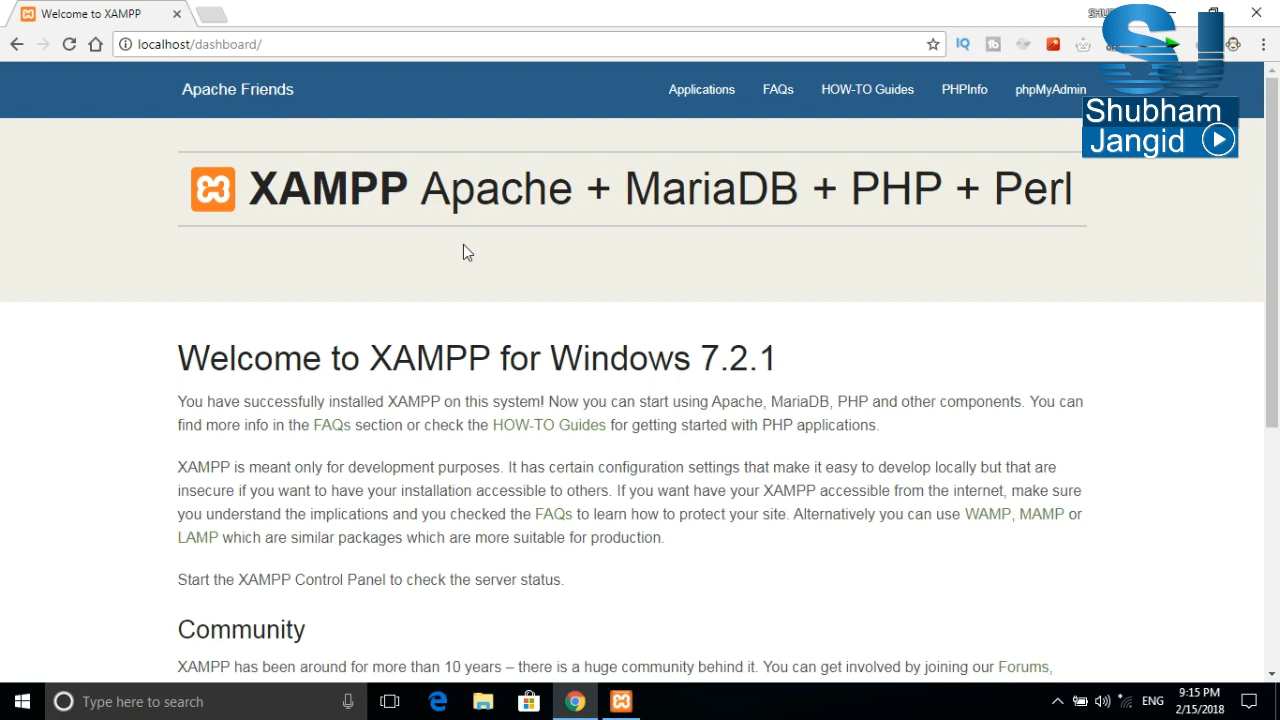 Welcome to XAMPP
localhost/dashboard/
IQ
SJ
Shubham
Jangid
Apache Friends
Applications FAQs HOW-TO Guides PHPInfo phpMyAdmin
XAMPP Apache + MariaDB + PHP + Perl
Welcome to XAMPP for Windows 7.2.1
You have successfully installed XAMPP on this system! Now you can start using Apache, MariaDB, PHP and other components. You can
find more info in the FAQs section or check the HOW-TO Guides for getting started with PHP applications.
XAMPP is meant only for development purposes. It has certain configuration settings that make it easy to develop locally but that are
insecure if you want to have your installation accessible to others. If you want have your XAMPP accessible from the internet, make sure
you understand the implications and you checked the FAQs to learn how to protect your site. Alternatively you can use WAMP, MAMP or
LAMP which are similar packages which are more suitable for production.
Start the XAMPP Control Panel to check the server status.
Community
XAMPP has been around for more than 10 years – there is a huge community behind it. You can get involved by joining our Forums,
Type here to search
ENG
9:15 PM
2/15/2018